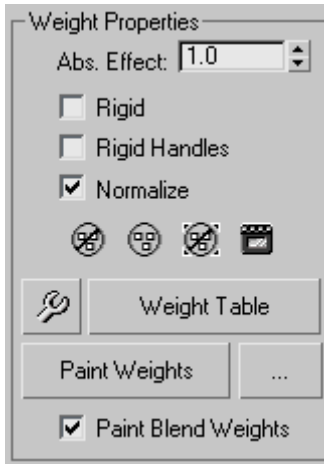 Weight Properties
Abs. Effect: 1.0
Rigid
Rigid Handles
Normalize
Weight Table
Paint Weights ...
Paint Blend Weights